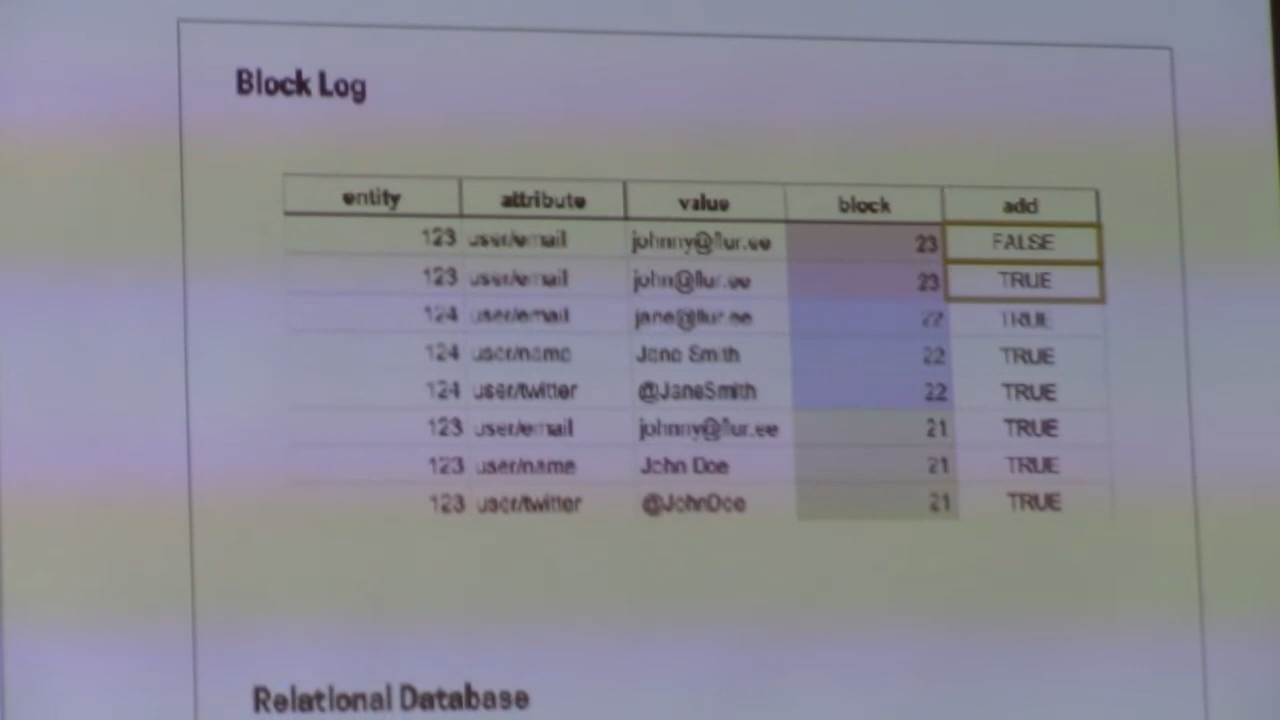 Block Log
entity attribute value block add
123 user/email johnny@flur.ee 23 FALSE
123 user/email john@flur.ee 23 TRUE
124 user/email jane@flur.ee 22 TRUE
124 user/name Jane Smith 22 TRUE
124 user/twitter @JaneSmith 22 TRUE
123 user/email johnny@flur.ee 21 TRUE
123 user/name John Doe 21 TRUE
123 user/twitter @JohnDoe 21 TRUE
Relational Database